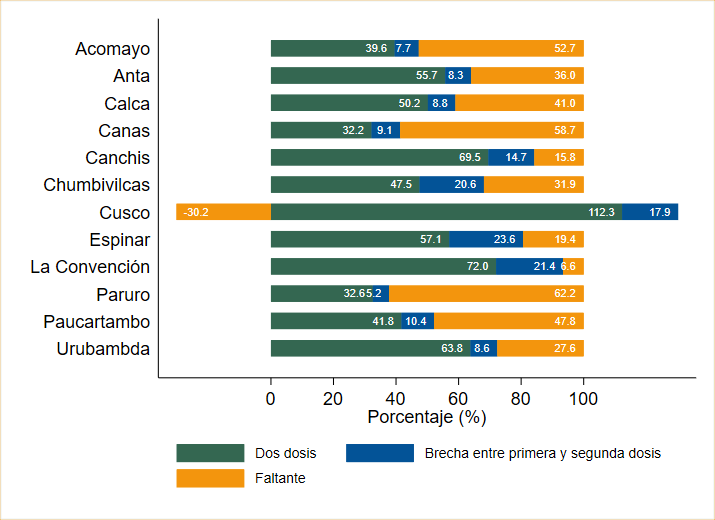 Acomayo 39.6 7.7 52.7
Anta 55.7 8.3 36.0
Calca 50.2 8.8 41.0
Canas 32.2 9.1 58.7
Canchis 69.5 14.7 15.8
Chumbivilcas 47.5 20.6 31.9
-30.2 Cusco 112.3 17.9
Espinar 57.1 23.6 19.4
La Convención 72.0 21.4 6.6
Paruro 32.6 5.2 62.2
Paucartambo 41.8 10.4 47.8
Urubambda 63.8 8.6 27.6
0 20 40 60 80 100
Porcentaje (%)
Dos dosis Brecha entre primera y segunda dosis
Faltante